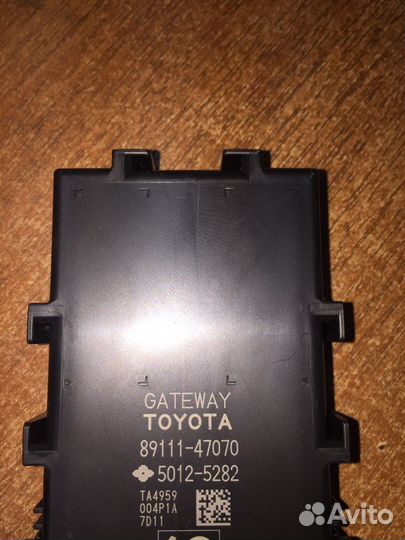 GATEWAY
TOYOTA
89111-47070
5012-5282
TA4959
004P1A
7D11
Avito